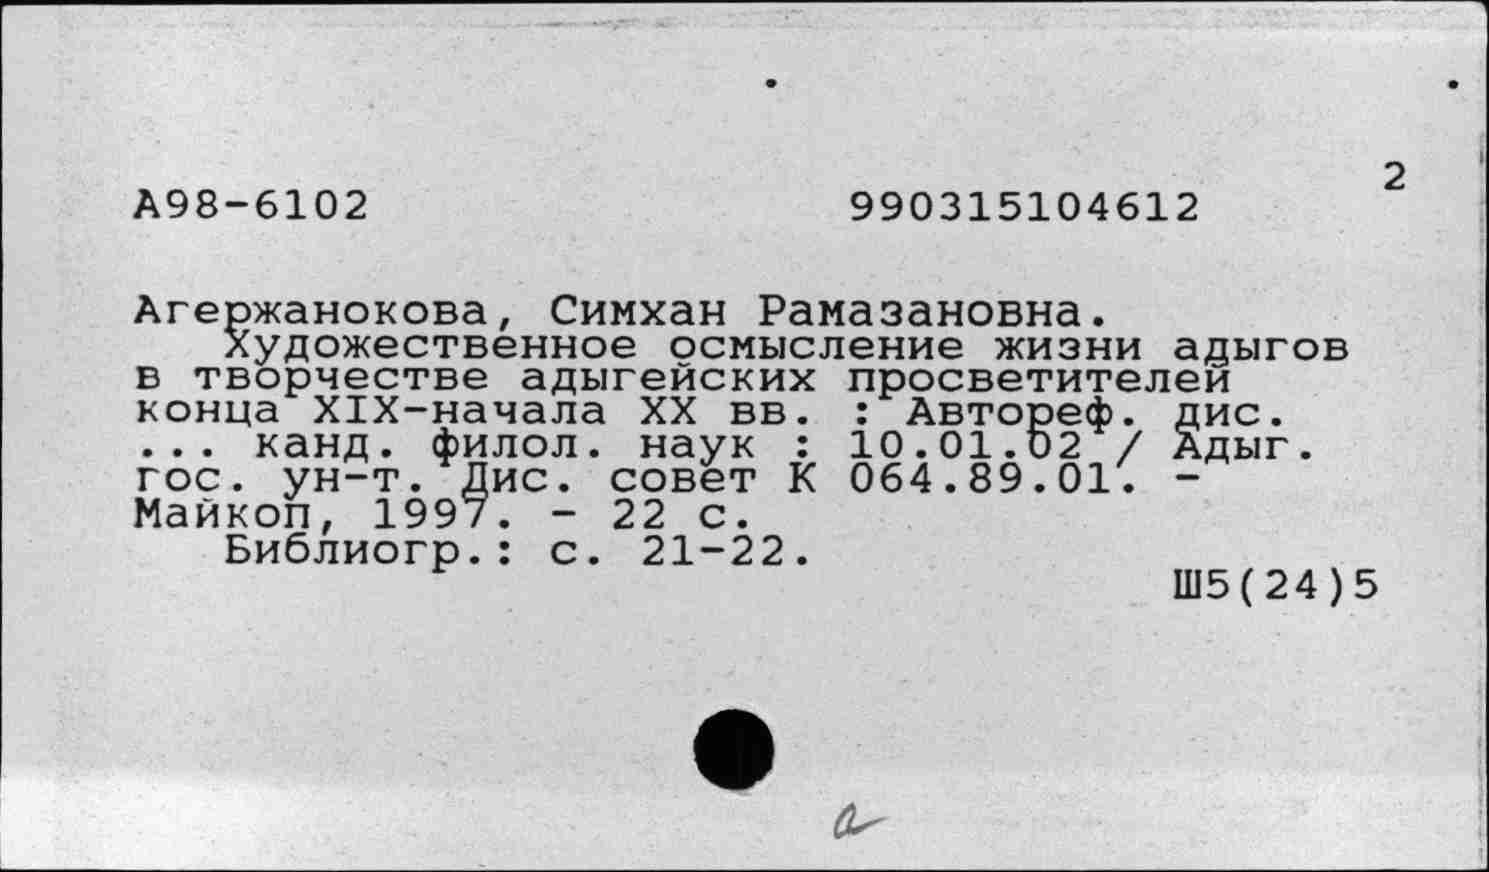 2
А98-6102 990315104612
Агержанокова, Симхан Рамазановна.
Художественное осмысление жизни адыгов
в творчестве адыгейских просветителей
конца XIX-начала XX вв. : Автореф. дис.
... канд. филол. наук : 10.01.02 / Адыг.
гос. ун-т. Дис. совет К 064.89.01. -
Майкоп, 1997. - 22 с.
Библиогр.: с. 21-22.
Ш5(24)5
а